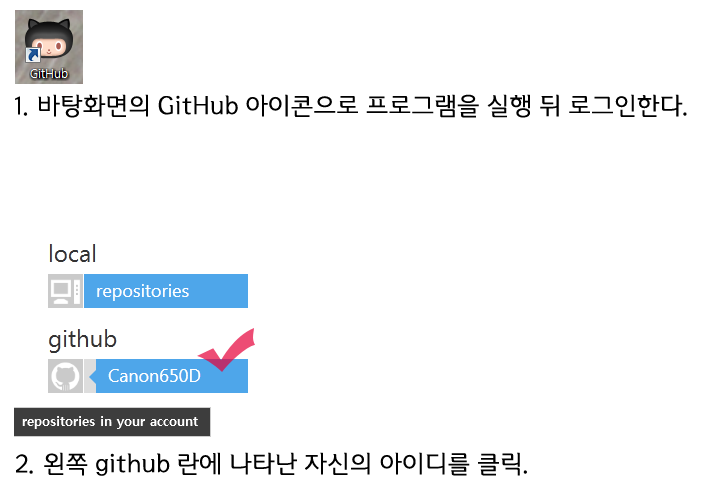 GitHub
1. 바탕화면의 GitHub 아이콘으로 프로그램을 실행 뒤 로그인한다.
local
repositories
github
Canon650D
repositories in your account
2. 왼쪽 github 란에 나타난 자신의 아이디를 클릭.